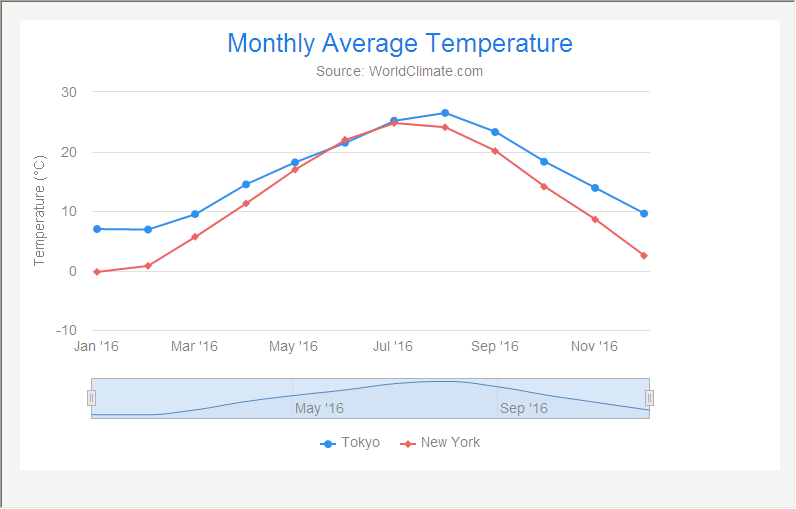 Monthly Average Temperature
Source: WorldClimate.com
Temperature (°C)
30
20
10
0
-10
Jan '16 Mar '16 May '16 Jul '16 Sep '16 Nov '16
May '16 Sep '16
Tokyo New York